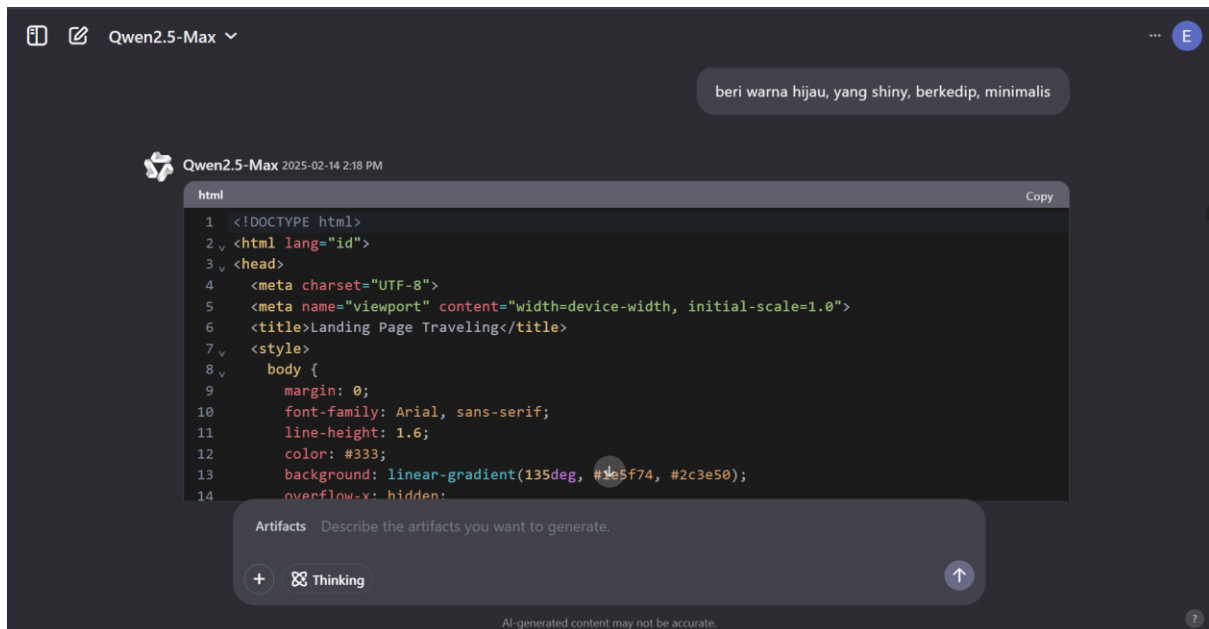 Qwen2.5-Max
E
beri warna hijau, yang shiny, berkedip, minimalis
Qwen2.5-Max 2025-02-14 2:18 PM
html Copy
1 <!DOCTYPE html>
2 <html lang="id">
3 <head>
4 <meta charset="UTF-8">
5 <meta name="viewport" content="width=device-width, initial-scale=1.0">
6 <title>Landing Page Traveling</title>
7 <style>
8 body {
9 margin: 0;
10 font-family: Arial, sans-serif;
11 line-height: 1.6;
12 color: #333;
13 background: linear-gradient(135deg, #1e5f74, #2c3e50);
14 overflow-x: hidden;
Artifacts Describe the artifacts you want to generate.
+ Thinking
AI-generated content may not be accurate.
?